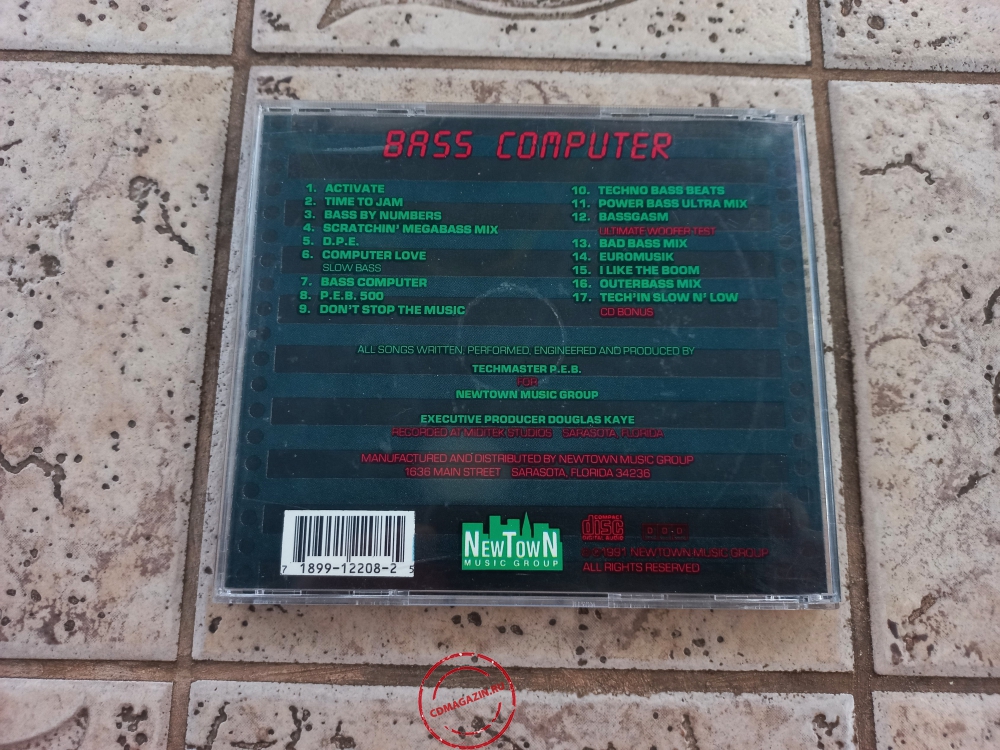 BASS COMPUTER
1. ACTIVATE
2. TIME TO JAM
3. BASS BY NUMBERS
4. SCRATCHIN' MEGABASS MIX
5. D.P.E.
6. COMPUTER LOVE
SLOW BASS
7. BASS COMPUTER
8. P.E.B. 500
9. DON'T STOP THE MUSIC
10. TECHNO BASS BEATS
11. POWER BASS ULTRA MIX
12. BASSGASM
ULTIMATE WOOFER TEST
13. BAD BASS MIX
14. EUROMUSIK
15. I LIKE THE BOOM
16. OUTERBASS MIX
17. TECH'IN SLOW N' LOW
CD BONUS
ALL SONGS WRITTEN, PERFORMED, ENGINEERED AND PRODUCED BY
TECHMASTER P.E.B.
FOR
NEWTOWN MUSIC GROUP
EXECUTIVE PRODUCER DOUGLAS KAYE
RECORDED AT MIDITEK STUDIOS SARASOTA, FLORIDA
MANUFACTURED AND DISTRIBUTED BY NEWTOWN MUSIC GROUP
1636 MAIN STREET SARASOTA, FLORIDA 34236
7 1899-12208-2 5
NEWTOWN
MUSIC GROUP
COMPACT
disc
DIGITAL AUDIO
D D D
1991 NEWTOWN MUSIC GROUP
ALL RIGHTS RESERVED
CDMAGAZIN.RU